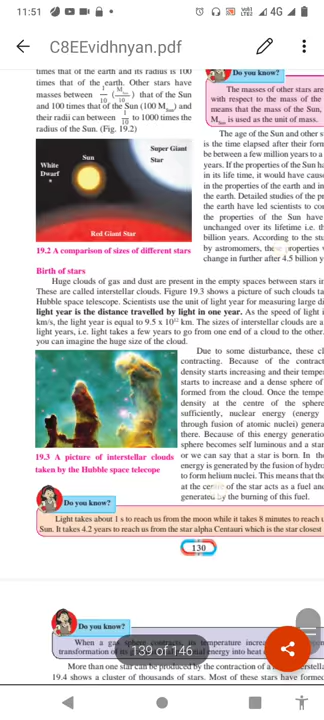 11:51
4G
C8EEvidhnyan.pdf
times that of the Sun and its radius is 100
times that of the Sun. Other stars have
masses between 1/10 (M Sun/10) that of the Sun
and 100 times that of the Sun (100 MSun) and
their radii can between 1/10 to 1000 the
radius of the Sun. (Fig. 19.2)
White
Dwarf
Sun
Super Giant
Star
Red Giant Star
19.2 A comparison of sizes of different stars
Do you know?
The masses of other stars are
with respect to the mass of the
means that the mass of the Sun,
MSun is used as the unit of mass.
The age of the Sun and other s
is the time elapsed after their form
be between a few million years to a
years. If the properties of the Sun ha
in its life time, it would have cause
in the properties of the earth and in
the earth. Detailed studies of the pr
the earth have led scientists to con
the properties of the Sun have
unchanged over its lifetime i.e. th
billion years. According to the stu
by astronomers, these properties w
change in further after 4.5 billion y
Birth of stars
Huge clouds of gas and dust are present in the empty spaces between stars in
These are called interstellar clouds. Figure 19.3 shows a picture of such clouds ta
Hubble space telescope. Scientists use the unit of light year for measuring large di
light year is the distance travelled by light in one year. As the speed of light i
km/s, the light year is equal to 9.5 x 10¹² km. The sizes of interstellar clouds are a
light years, i.e. light takes a few years to go from one end of a cloud to the other.
you can imagine the huge size of the cloud.
Due to some disturbance, these cl
contracting. Because of the contract
density starts increasing and their temper
starts to increase and a dense sphere of
formed from the cloud. Once the tempe
density at the centre of the sphere
sufficiently, nuclear energy (energy
through fusion of atomic nuclei) genera
there. Because of this energy generatio
sphere becomes self luminous and a star
or we can say that a star is born. In the
energy is generated by the fusion of hydro
to form helium nuclei. This means that the
at the centre of the star acts as a fuel and
generated by the burning of this fuel.
19.3 A picture of interstellar clouds
taken by the Hubble space telecope
Do you know?
Light takes about 1 s to reach us from the moon while it takes 8 minutes to reach u
Sun. It takes 4.2 years to reach us from the star alpha Centauri which is the star closest
130
Do you know?
When a gas sphere contracts, its temperature increa
transformation of its energy into heat
139 of 146
More than one star can be produced by the contraction of a
19.4 shows a cluster of thousands of stars. Most of these stars have formed